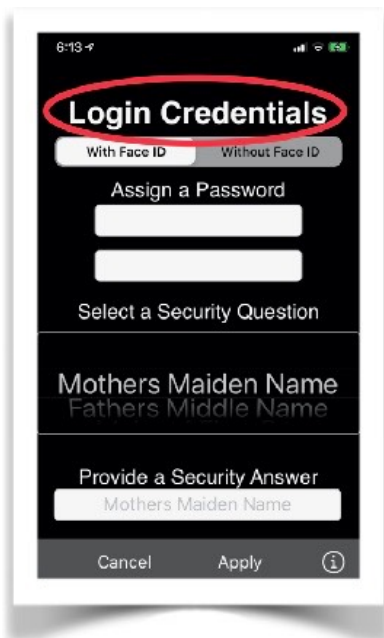 6:13
Login Credentials
With Face ID Without Face ID
Assign a Password
Select a Security Question
Mothers Maiden Name
Fathers Middle Name
Provide a Security Answer
Mothers Maiden Name
Cancel Apply